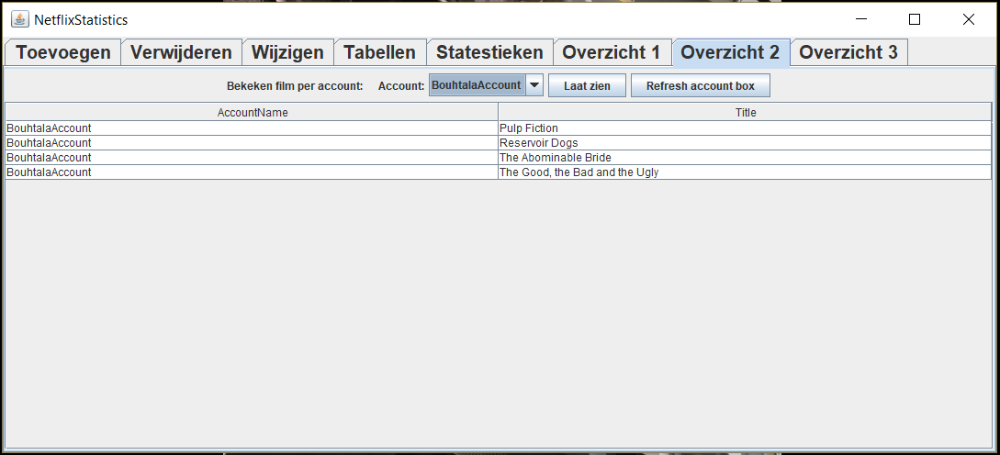 NetflixStatistics
Toevoegen Verwijderen Wijzigen Tabellen Statestieken Overzicht 1 Overzicht 2 Overzicht 3
Bekeken film per account: Account: BouhtalaAccount Laat zien Refresh account box
AccountName Title
BouhtalaAccount Pulp Fiction
BouhtalaAccount Reservoir Dogs
BouhtalaAccount The Abominable Bride
BouhtalaAccount The Good, the Bad and the Ugly